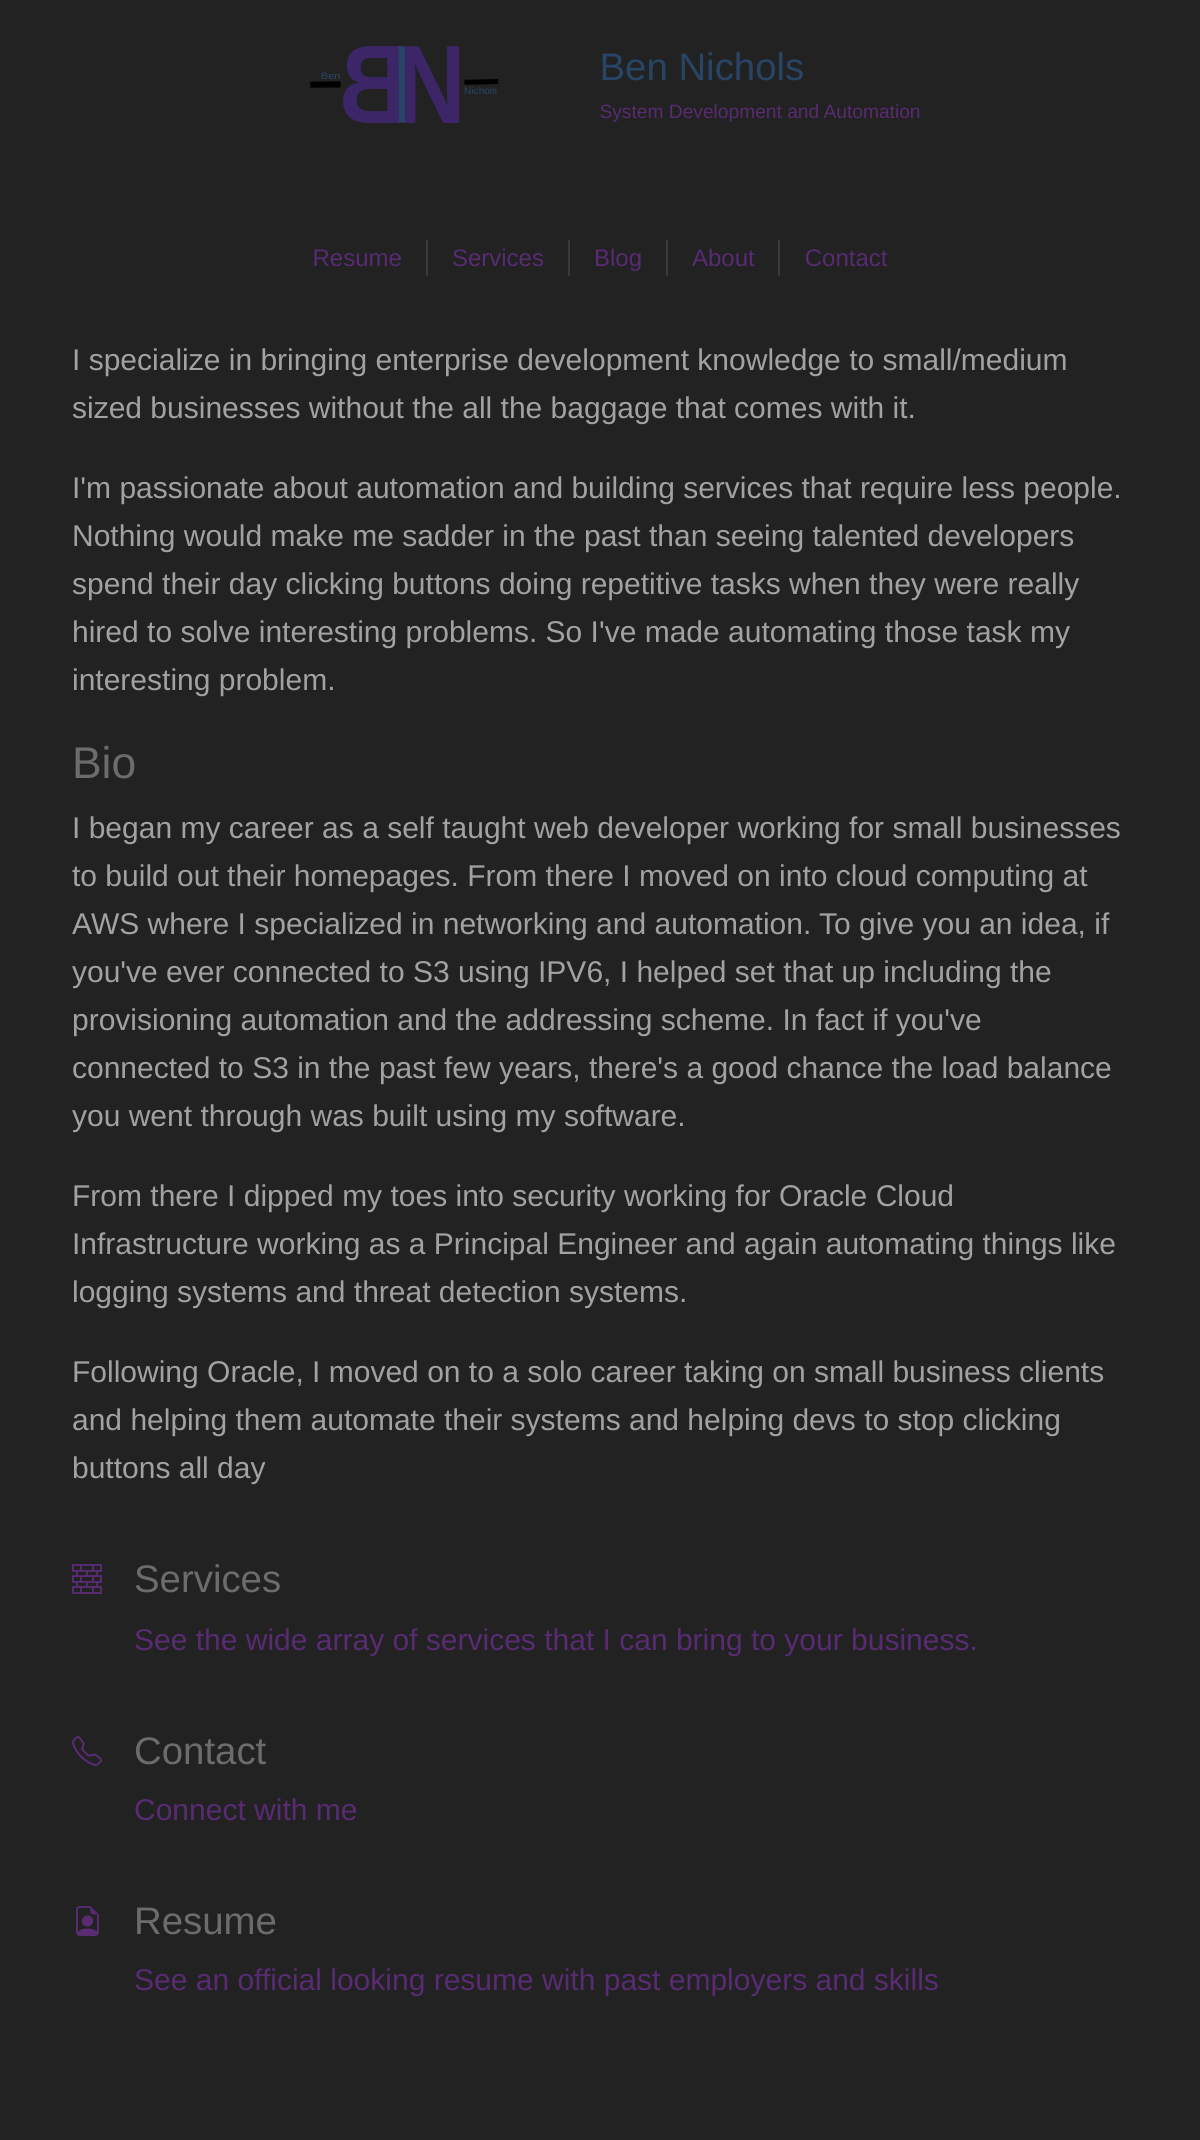 Ben
BN
Nichols
Ben Nichols
System Development and Automation
Resume
Services
Blog
About
Contact
I specialize in bringing enterprise development knowledge to small/medium
sized businesses without the all the baggage that comes with it.
I'm passionate about automation and building services that require less people.
Nothing would make me sadder in the past than seeing talented developers
spend their day clicking buttons doing repetitive tasks when they were really
hired to solve interesting problems. So I've made automating those task my
interesting problem.
Bio
I began my career as a self taught web developer working for small businesses
to build out their homepages. From there I moved on into cloud computing at
AWS where I specialized in networking and automation. To give you an idea, if
you've ever connected to S3 using IPV6, I helped set that up including the
provisioning automation and the addressing scheme. In fact if you've
connected to S3 in the past few years, there's a good chance the load balance
you went through was built using my software.
From there I dipped my toes into security working for Oracle Cloud
Infrastructure working as a Principal Engineer and again automating things like
logging systems and threat detection systems.
Following Oracle, I moved on to a solo career taking on small business clients
and helping them automate their systems and helping devs to stop clicking
buttons all day
Services
See the wide array of services that I can bring to your business.
Contact
Connect with me
Resume
See an official looking resume with past employers and skills